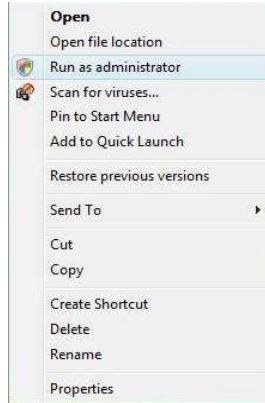 Open
Open file location
Run as administrator
Scan for viruses...
Pin to Start Menu
Add to Quick Launch
Restore previous versions
Send To
Cut
Copy
Create Shortcut
Delete
Rename
Properties